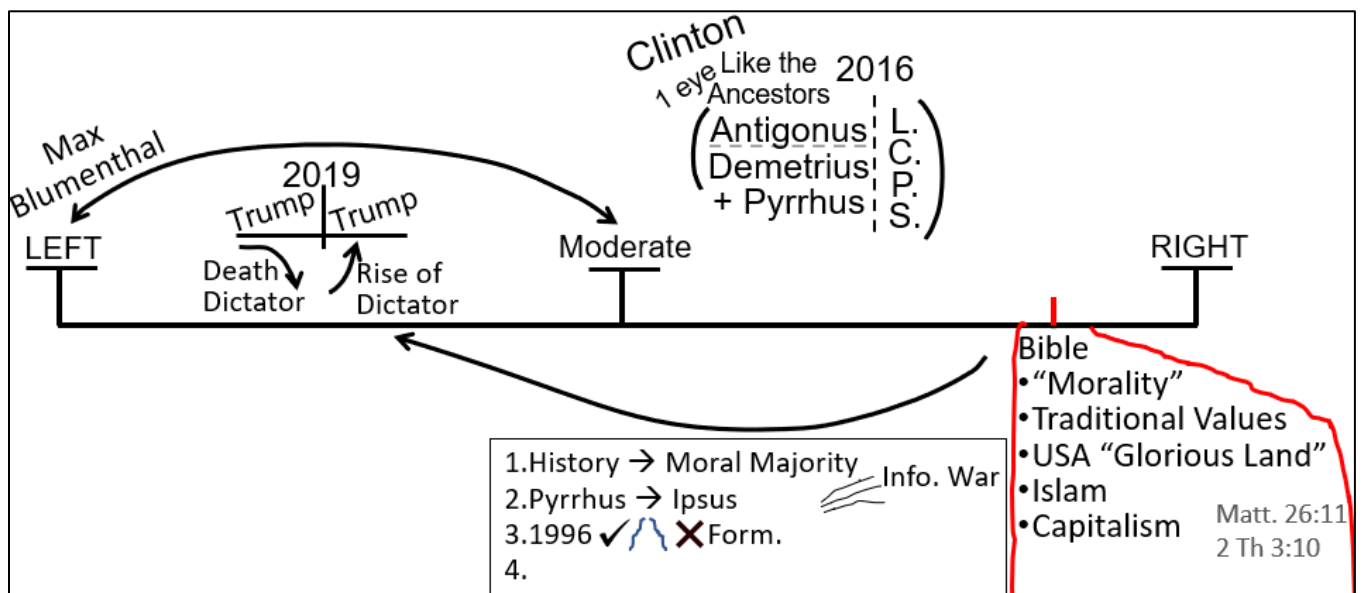 Clinton
1 eye
Like the
Ancestors
2016
Antigonus
Demetrius
+ Pyrrhus
L.
C.
P.
S.
Max
Blumenthal
2019
Trump
Trump
LEFT
Death
Dictator
Rise of
Dictator
Moderate
RIGHT
Bible
•“Morality”
•Traditional Values
•USA “Glorious Land”
•Islam
•Capitalism
Matt. 26:11
2 Th 3:10
1.History → Moral Majority
2.Pyrrhus → Ipsus
Info. War
3.1996 ✓ ✕ Form.
4.